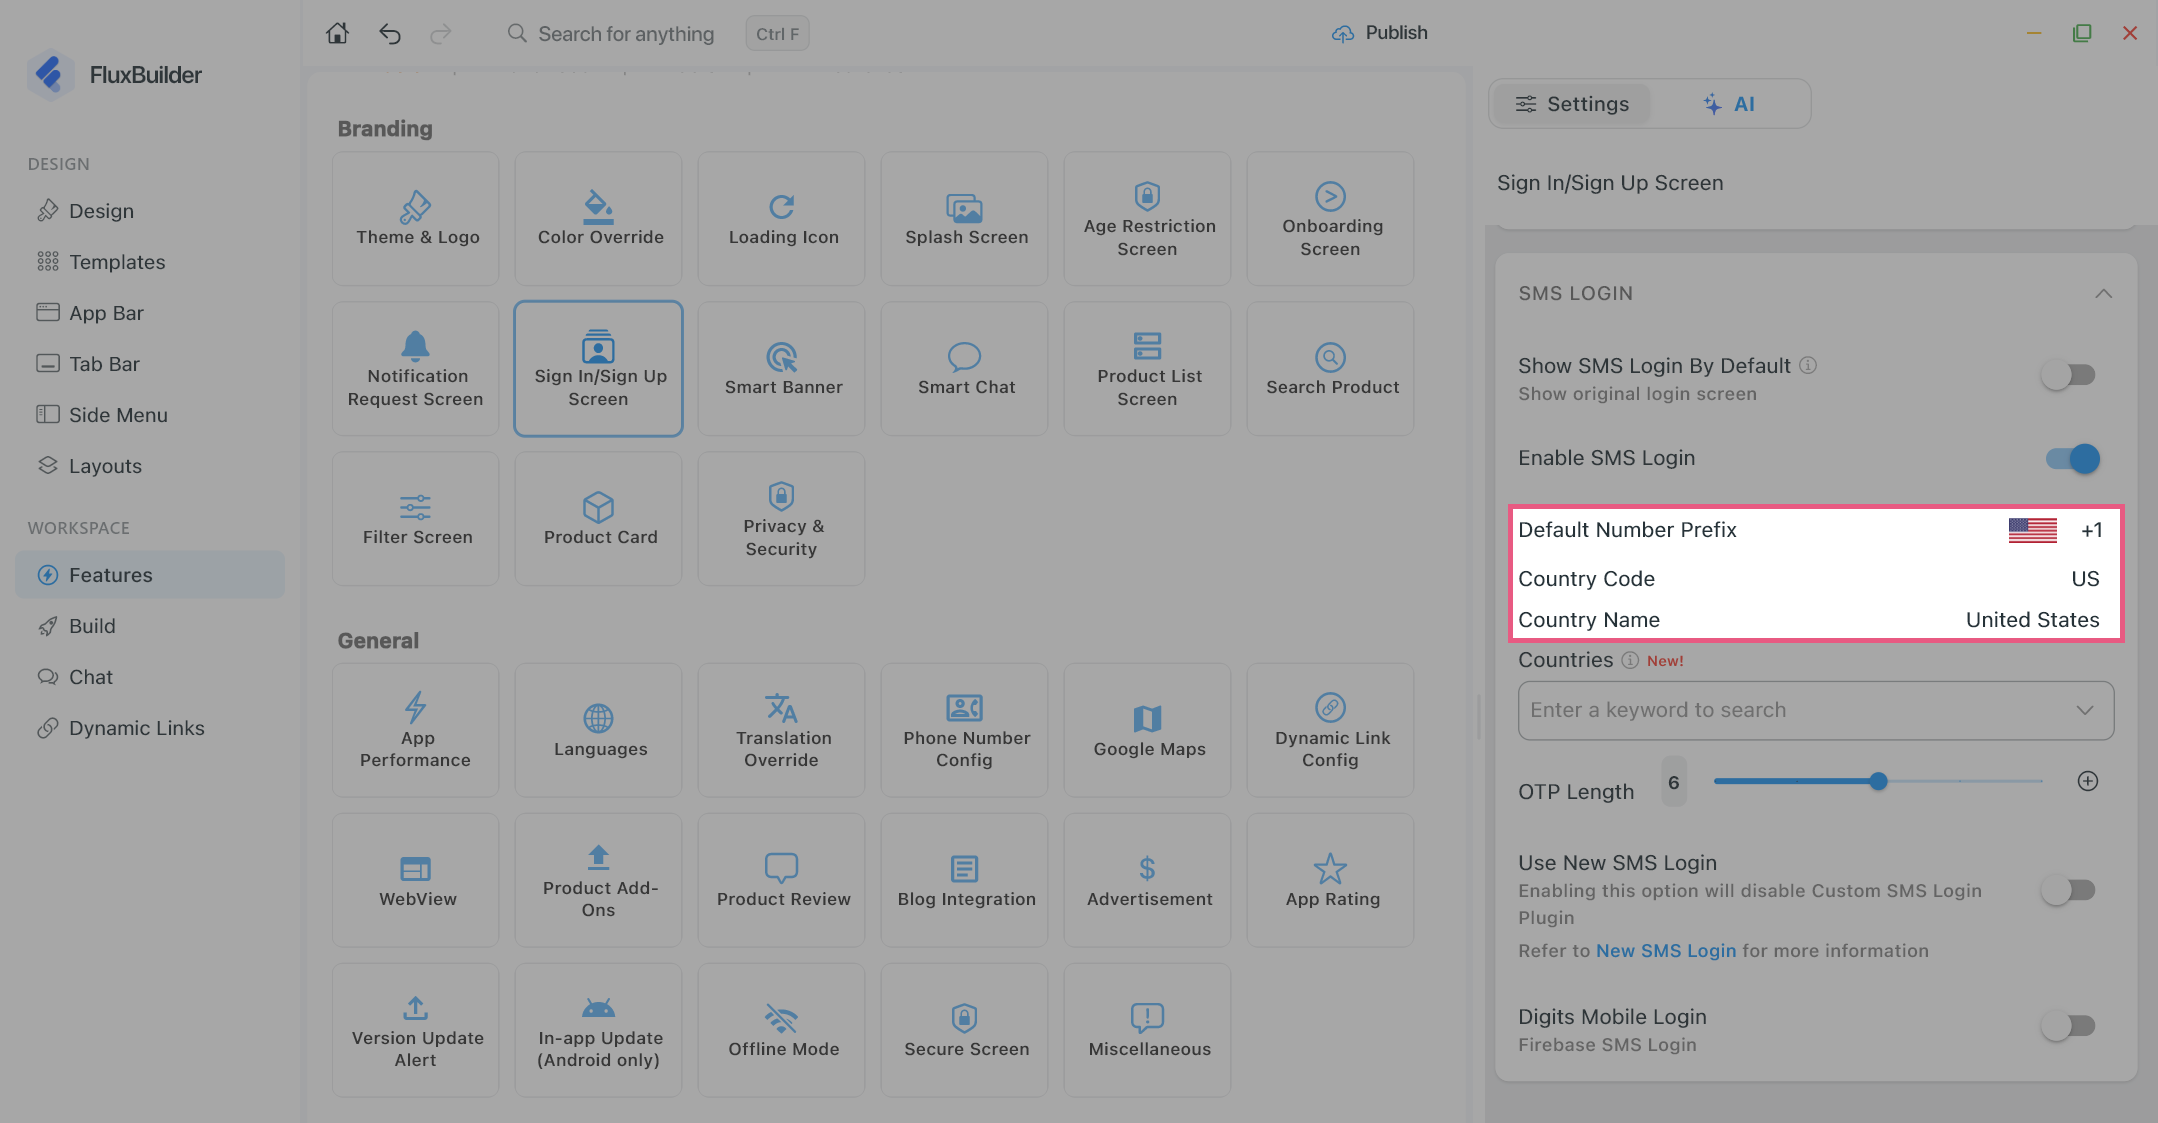 FluxBuilder
Search for anything
Ctrl F
Publish
DESIGN
Design
Templates
App Bar
Tab Bar
Side Menu
Layouts
WORKSPACE
Features
Build
Chat
Dynamic Links
Branding
Theme & Logo
Color Override
Loading Icon
Splash Screen
Age Restriction
Screen
Onboarding
Screen
Notification
Request Screen
Sign In/Sign Up
Screen
Smart Banner
Smart Chat
Product List
Screen
Search Product
Filter Screen
Product Card
Privacy &
Security
General
App
Performance
Languages
Translation
Override
Phone Number
Config
Google Maps
Dynamic Link
Config
WebView
Product Add-
Ons
Product Review
Blog Integration
Advertisement
App Rating
Version Update
Alert
In-app Update
(Android only)
Offline Mode
Secure Screen
Miscellaneous
Settings
AI
Sign In/Sign Up Screen
SMS LOGIN
Show SMS Login By Default
Show original login screen
Enable SMS Login
Default Number Prefix +1
Country Code US
Country Name United States
Countries New!
Enter a keyword to search
OTP Length 6
Use New SMS Login
Enabling this option will disable Custom SMS Login
Plugin
Refer to New SMS Login for more information
Digits Mobile Login
Firebase SMS Login